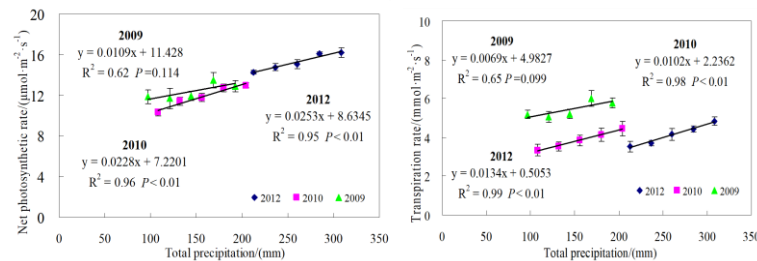 Net photosynthetic rate/(μmol·m⁻²·s⁻¹)
20
16
12
8
4
0
2009
y = 0.0109x + 11.428
R² = 0.62 P=0.114
2012
y = 0.0253x + 8.6345
R² = 0.95 P<0.01
2010
y = 0.0228x + 7.2201
R² = 0.96 P<0.01
2012 2010 2009
0 50 100 150 200 250 300 350
Total precipitation/(mm)
Transpiration rate/(mmol·m⁻²·s⁻¹)
10
8
6
4
2
0
2009
y = 0.0069x + 4.9827
R² = 0.65 P=0.099
2010
y = 0.0102x + 2.2362
R² = 0.98 P<0.01
2012
y = 0.0134x + 0.5053
R² = 0.99 P<0.01
2012 2010 2009
0 50 100 150 200 250 300 350
Total precipitation/(mm)